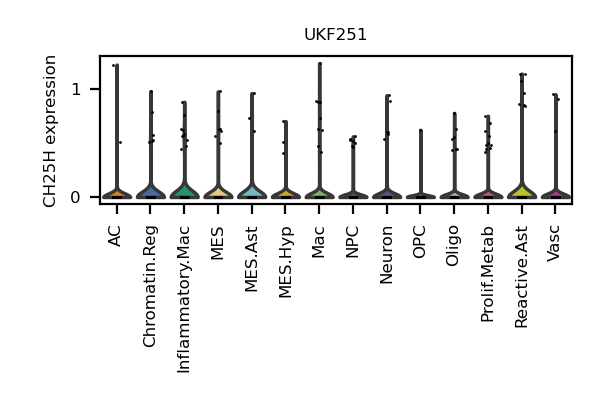 UKF251
CH25H expression
1
0
AC
Chromatin.Reg
Inflammatory.Mac
MES
MES.Ast
MES.Hyp
Mac
NPC
Neuron
OPC
Oligo
Prolif.Metab
Reactive.Ast
Vasc